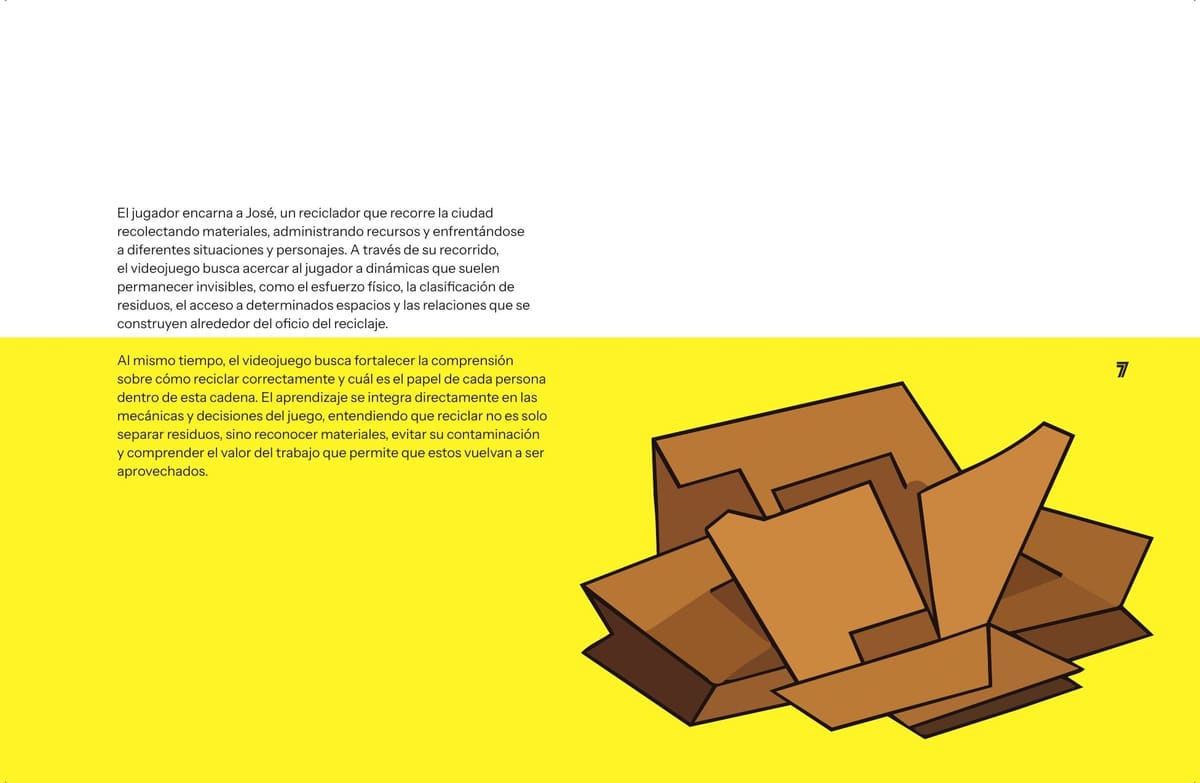 El jugador encarna a José, un reciclador que recorre la ciudad
recolectando materiales, administrando recursos y enfrentándose
a diferentes situaciones y personajes. A través de su recorrido,
el videojuego busca acercar al jugador a dinámicas que suelen
permanecer invisibles, como el esfuerzo físico, la clasificación de
residuos, el acceso a determinados espacios y las relaciones que se
construyen alrededor del oficio del reciclaje.
Al mismo tiempo, el videojuego busca fortalecer la comprensión
sobre cómo reciclar correctamente y cuál es el papel de cada persona
dentro de esta cadena. El aprendizaje se integra directamente en las
mecánicas y decisiones del juego, entendiendo que reciclar no es solo
separar residuos, sino reconocer materiales, evitar su contaminación
y comprender el valor del trabajo que permite que estos vuelvan a ser
aprovechados.
7